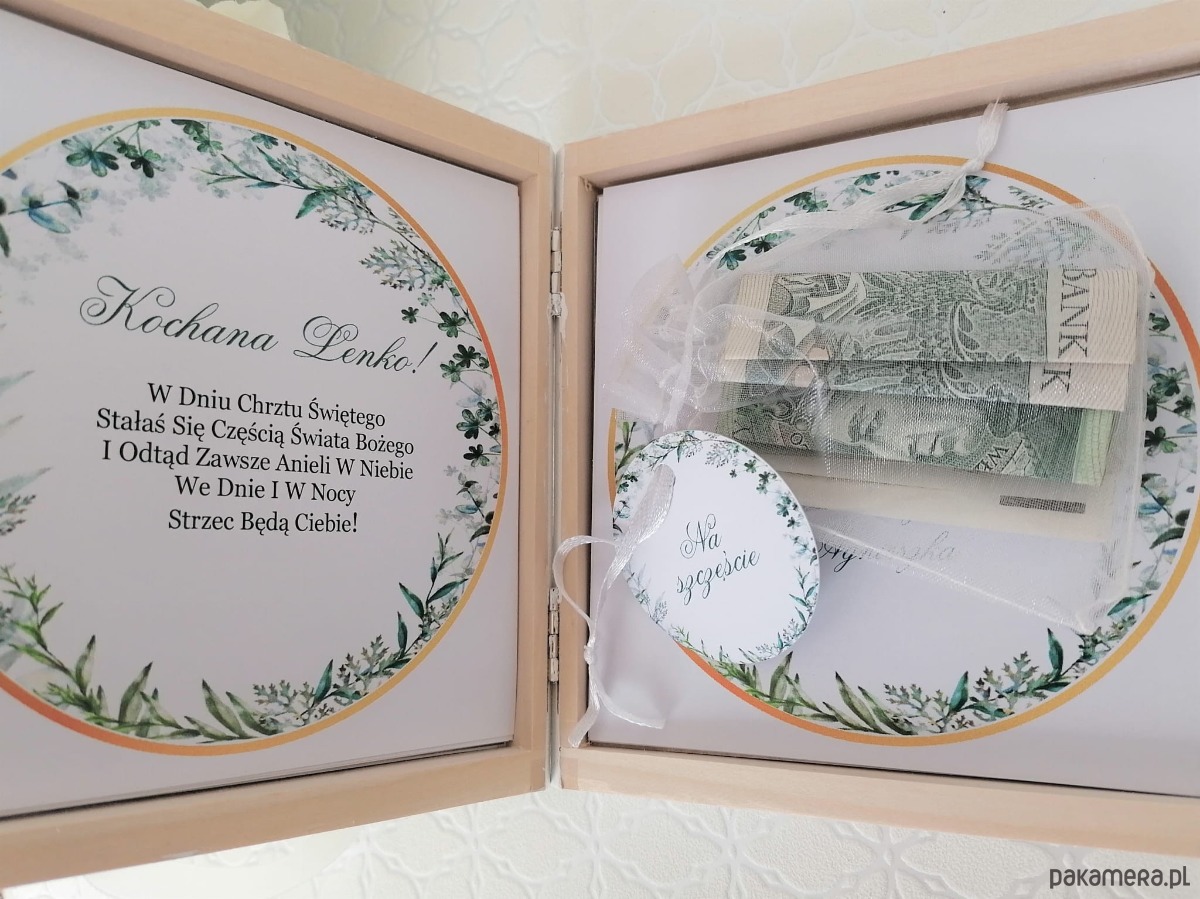 Kochana Lenko!
W Dniu Chrztu Świętego
Stałaś Się Częścią Świata Bożego
I Odtąd Zawsze Anieli W Niebie
We Dnie I W Nocy
Strzec Będą Ciebie!
BANK
Na
szczęście
Agnieszka
pakamera.pl